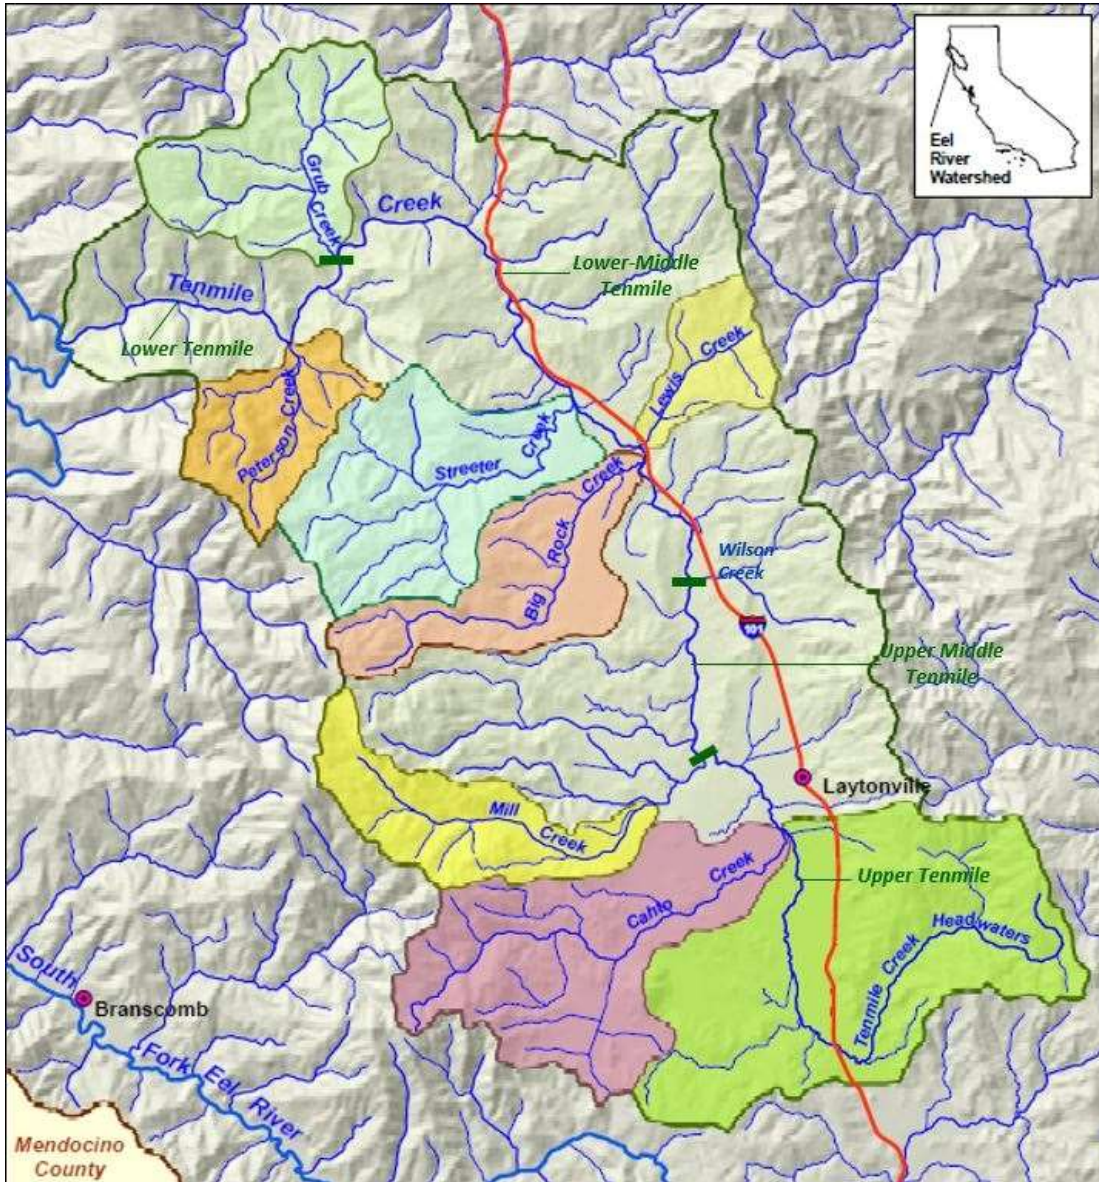 Eel
River
Watershed
Grub Creek
Creek
Lower-Middle
Tenmile
Tenmile
Lower Tenmile
Lewis Creek
Peterson Creek
Streeter Creek
Big Rock Creek
Wilson
Creek
101
Upper Middle
Tenmile
Laytonville
Mill Creek
Cahto Creek
Upper Tenmile
Tenmile Creek Headwaters
South Fork Eel River
Branscomb
Mendocino
County